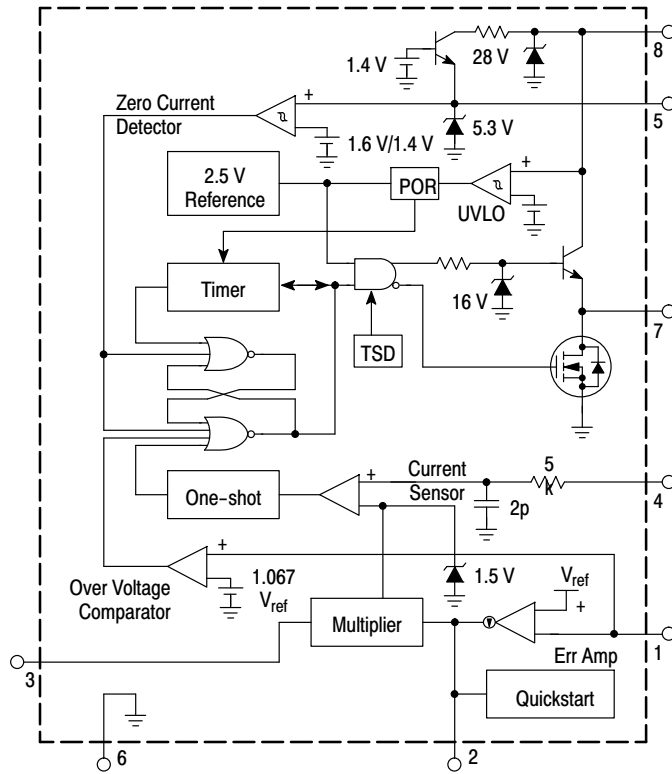 8
1.4 V
28 V
Zero Current
Detector
+
5
5.3 V
1.6 V/1.4 V
2.5 V
Reference
POR
+
UVLO
Timer
16 V
7
TSD
+
Current
Sensor
5
k
4
One-shot
2p
+
1.067
Vref
1.5 V
Vref
Over Voltage
Comparator
+
Multiplier
1
Err Amp
3
Quickstart
6
2